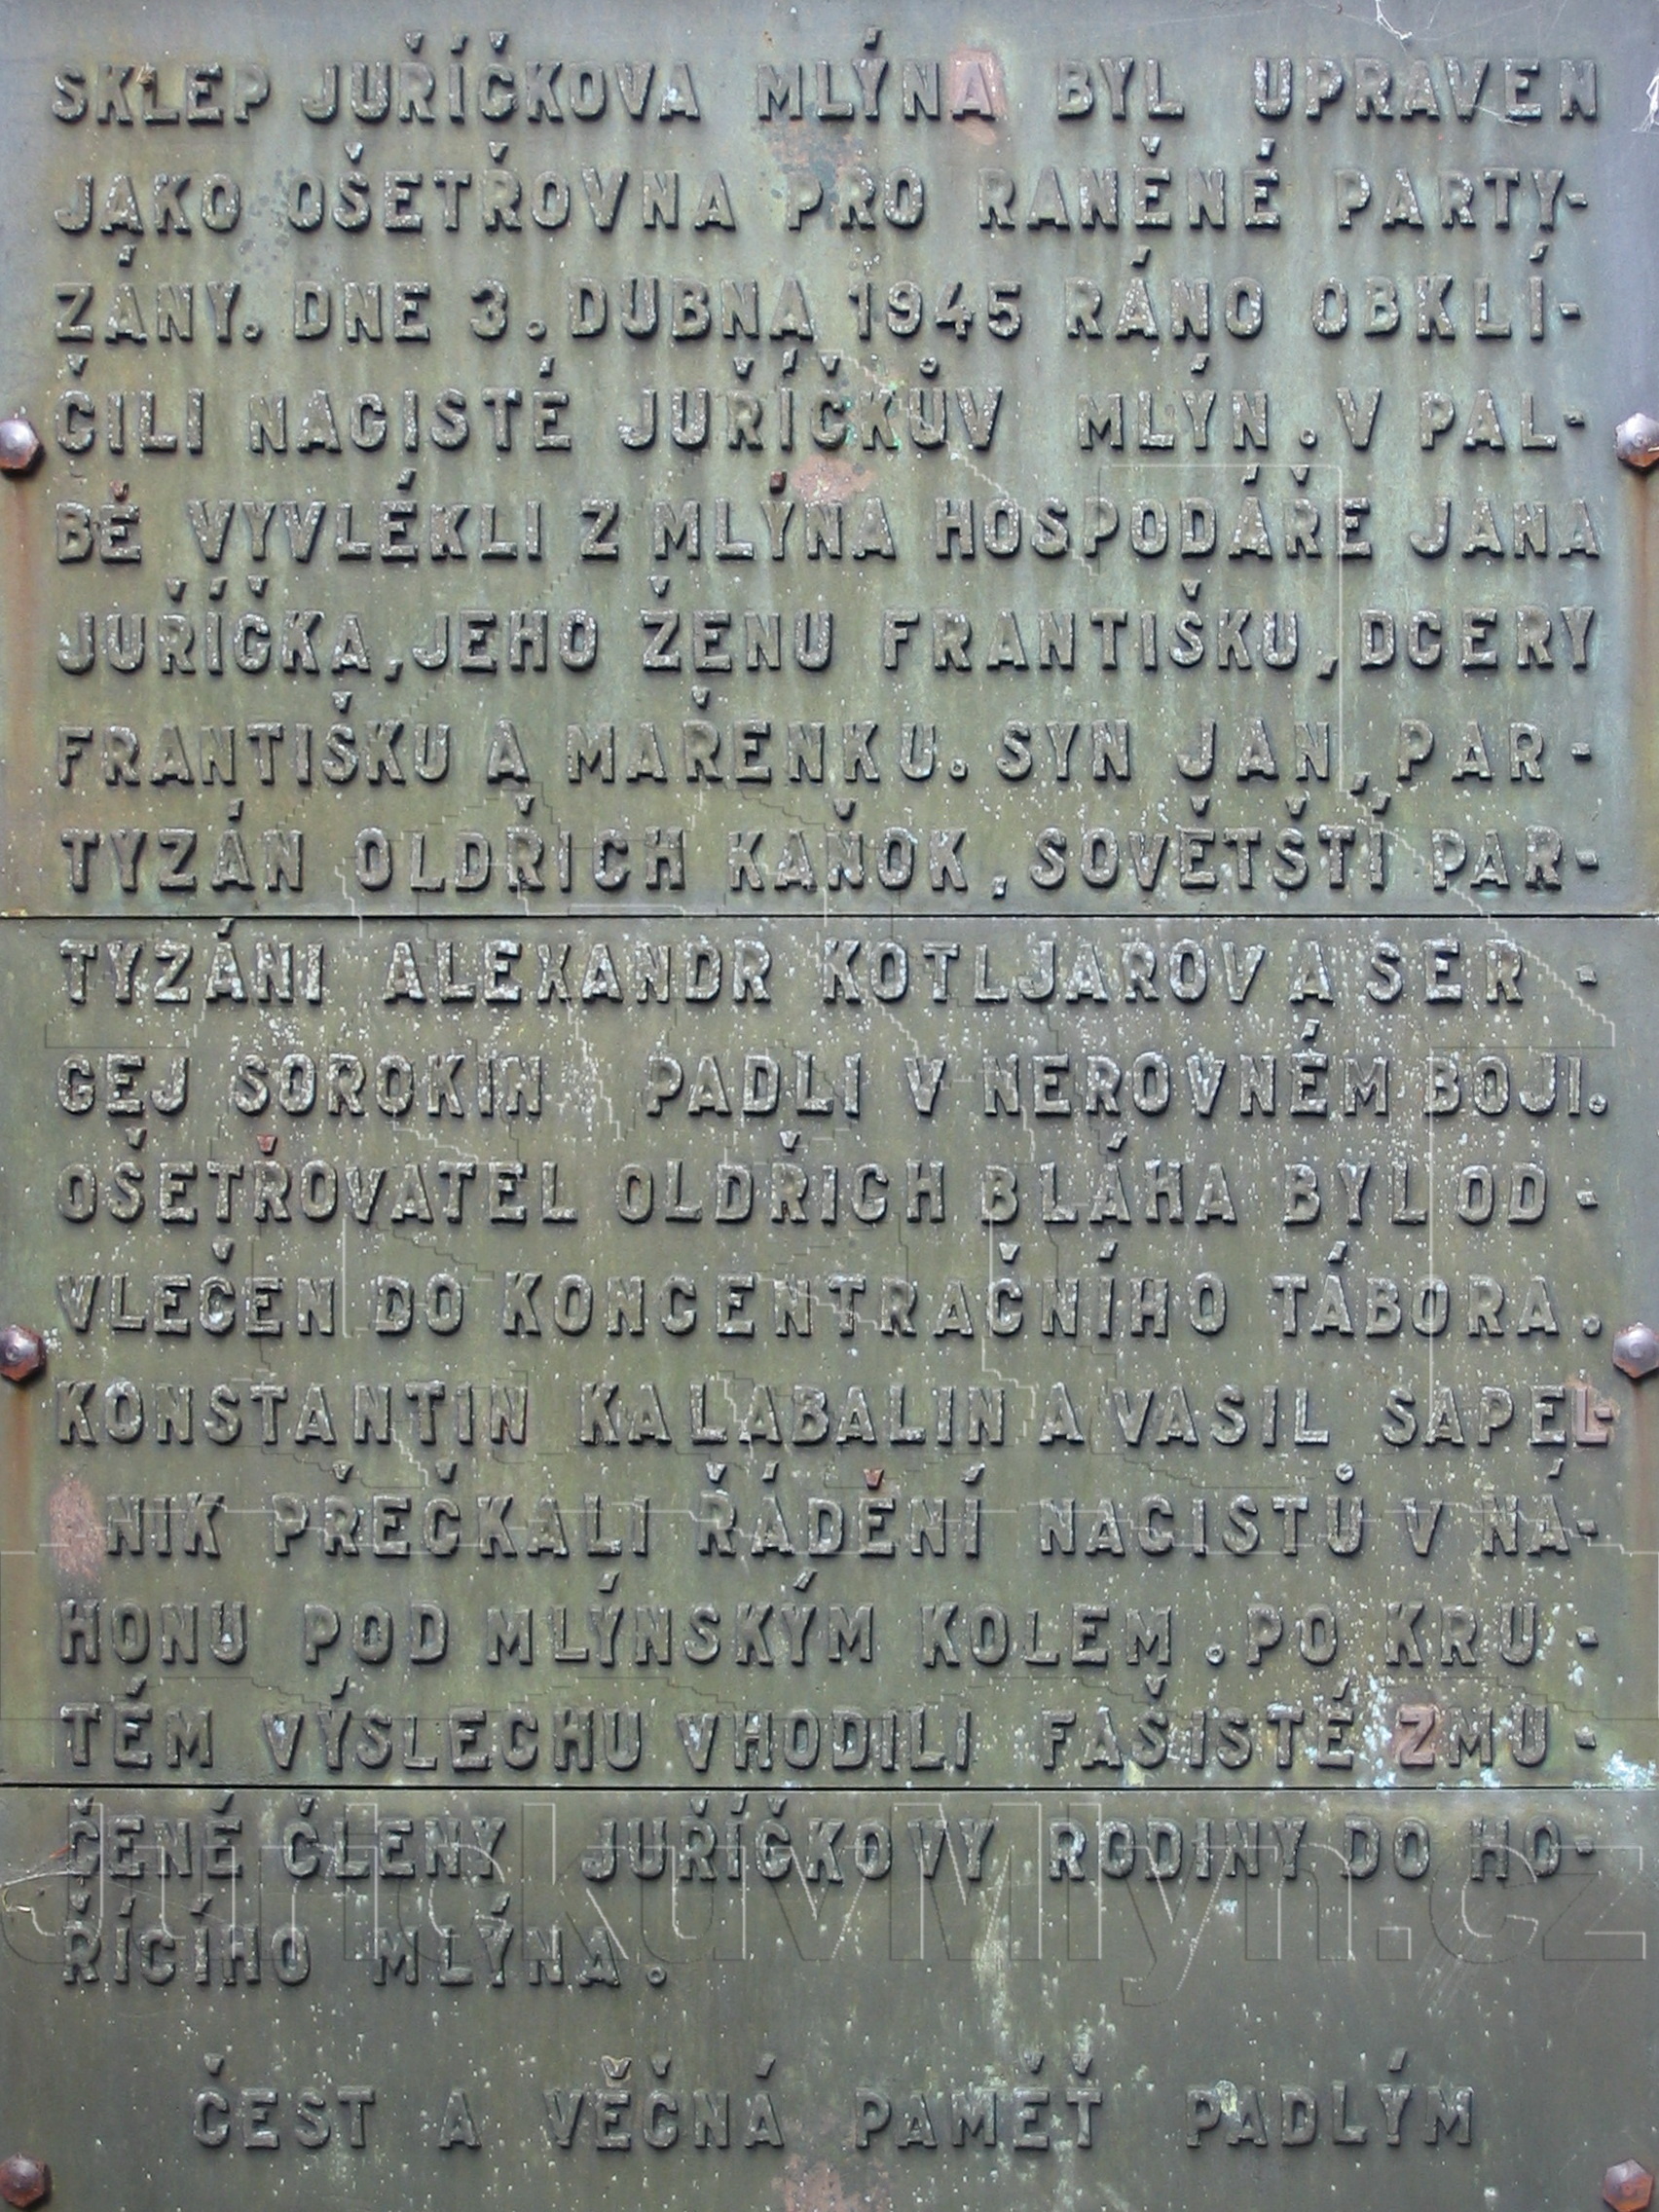 SKLEP JUŘÍČKOVA MLÝNA BYL UPRAVEN
JAKO OŠETŘOVNA PRO RANĚNÉ PARTY-
ZÁNY. DNE 3. DUBNA 1945 RÁNO OBKLÍ-
ČILI NACISTÉ JUŘÍČKŮV MLÝN. V PAL-
BĚ VYVLÉKLI Z MLÝNA HOSPODÁŘE JANA
JUŘÍČKA, JEHO ŽENU FRANTIŠKU, DCERY
FRANTIŠKU A MAŘENKU. SYN JAN, PAR-
TYZÁN OLDŘICH KAŇOK, SOVĚTŠTÍ PAR-
TYZÁNI ALEXANDR KOTLJAROV A SER-
GEJ SOROKIN PADLI V NEROVNÉM BOJI.
OŠETŘOVATEL OLDŘICH BLÁHA BYL OD-
VLEČEN DO KONCENTRAČNÍHO TÁBORA.
KONSTANTIN KALABALIN A VASIL SAPEL-
NIK PŘEČKALI ŘÁDĚNÍ NACISTŮ V NÁ-
HONU POD MLÝNSKÝM KOLEM. PO KRU-
TÉM VÝSLECHU VHODILI FAŠISTÉ ZMU-
ČENÉ ČLENY JUŘÍČKOVY RODINY DO HO-
ŘÍCÍHO MLÝNA.
ČEST A VĚČNÁ PAMĚŤ PADLÝM
JurickuvMlyn.cz